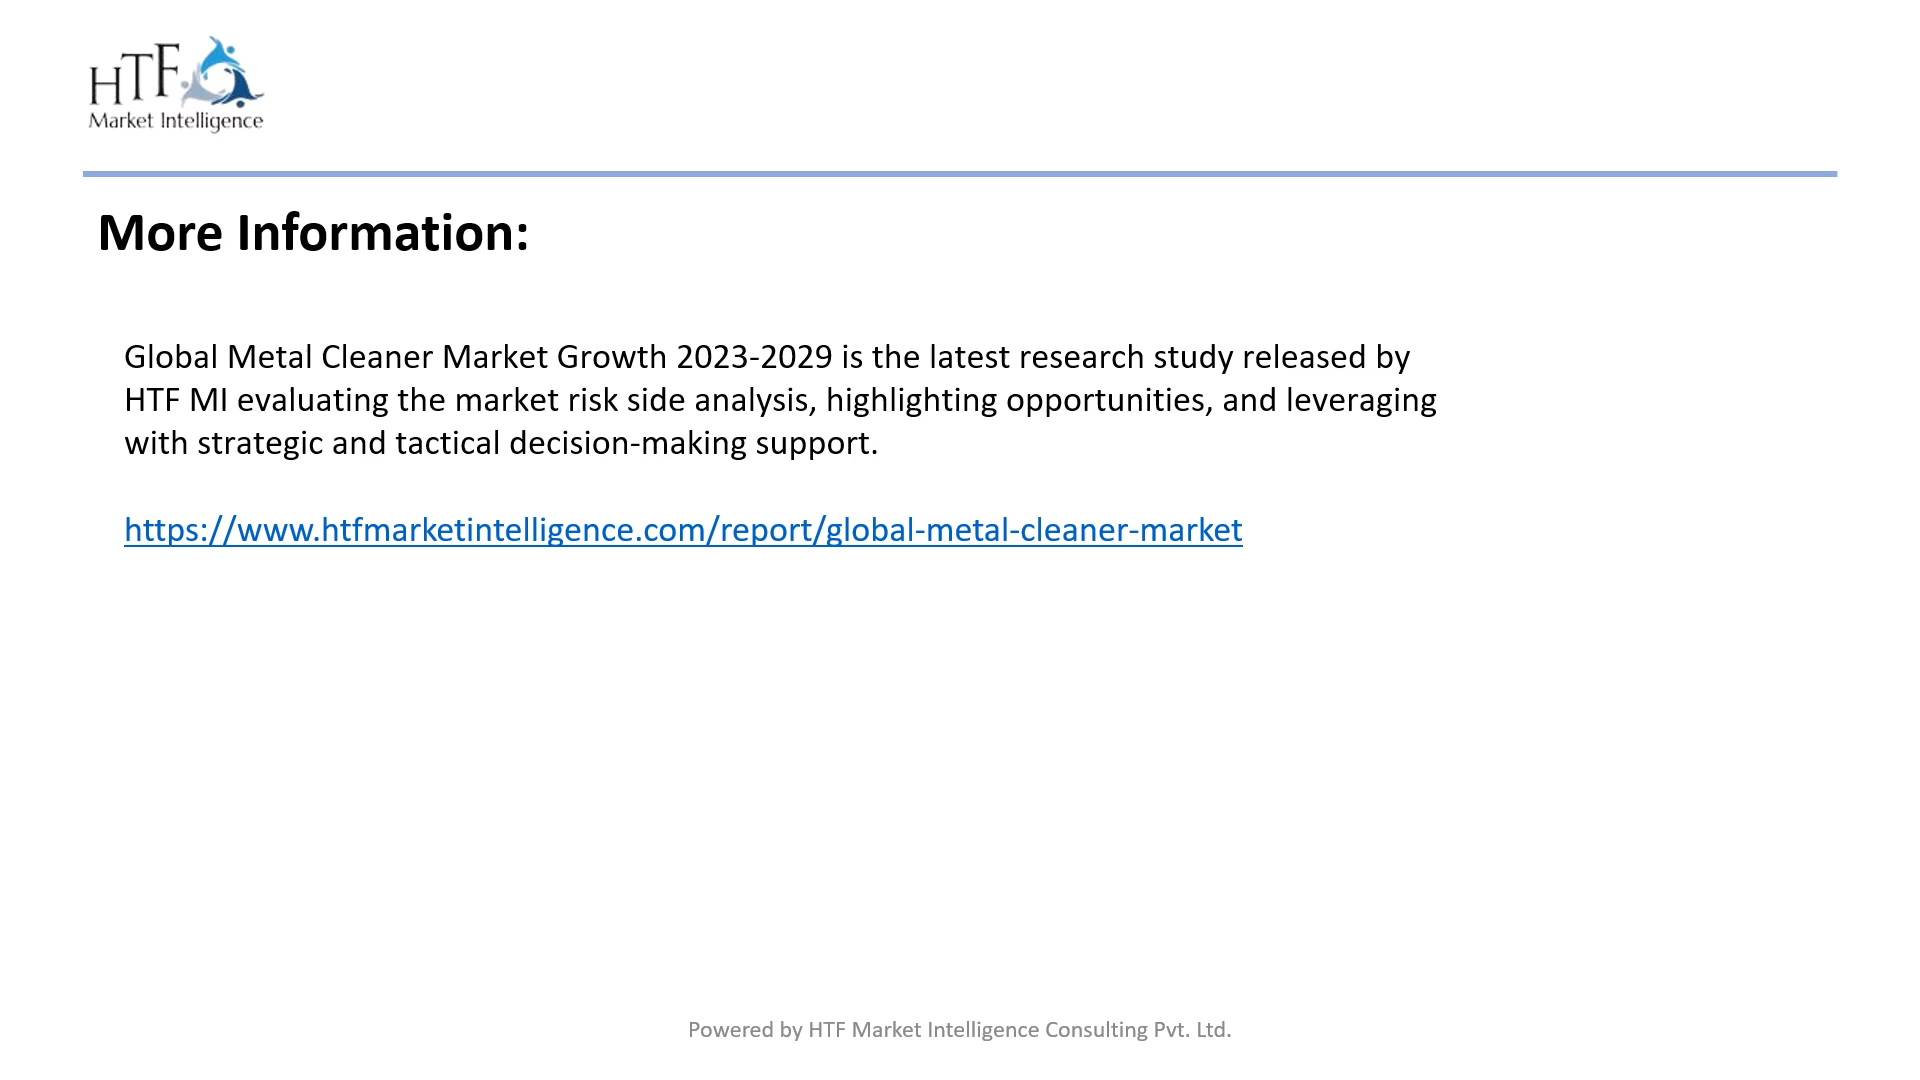 HTF
Market Intelligence
More Information:
Global Metal Cleaner Market Growth 2023-2029 is the latest research study released by
HTF MI evaluating the market risk side analysis, highlighting opportunities, and leveraging
with strategic and tactical decision-making support.
https://www.htfmarketintelligence.com/report/global-metal-cleaner-market
Powered by HTF Market Intelligence Consulting Pvt. Ltd.